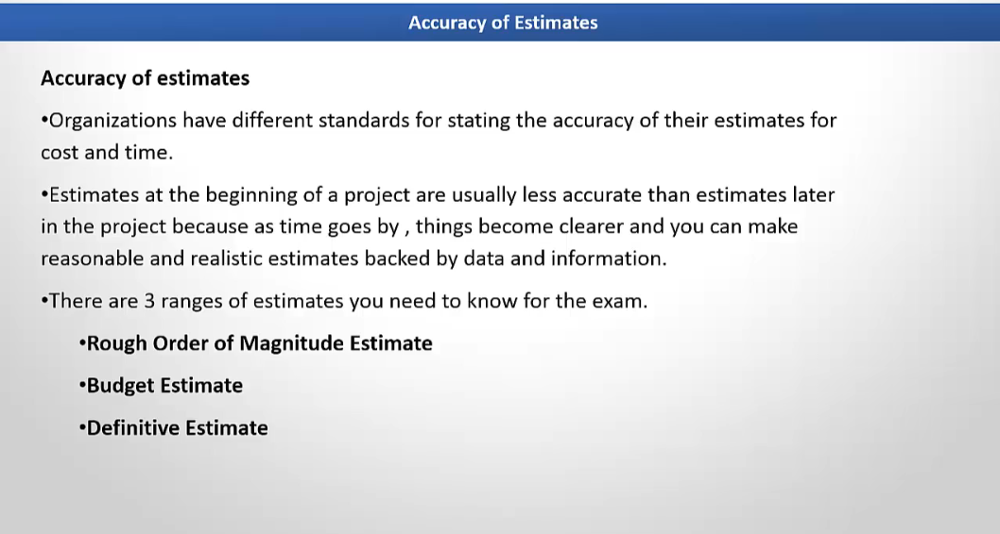 Accuracy of Estimates
Accuracy of estimates
•Organizations have different standards for stating the accuracy of their estimates for
cost and time.
•Estimates at the beginning of a project are usually less accurate than estimates later
in the project because as time goes by , things become clearer and you can make
reasonable and realistic estimates backed by data and information.
•There are 3 ranges of estimates you need to know for the exam.
•Rough Order of Magnitude Estimate
•Budget Estimate
•Definitive Estimate